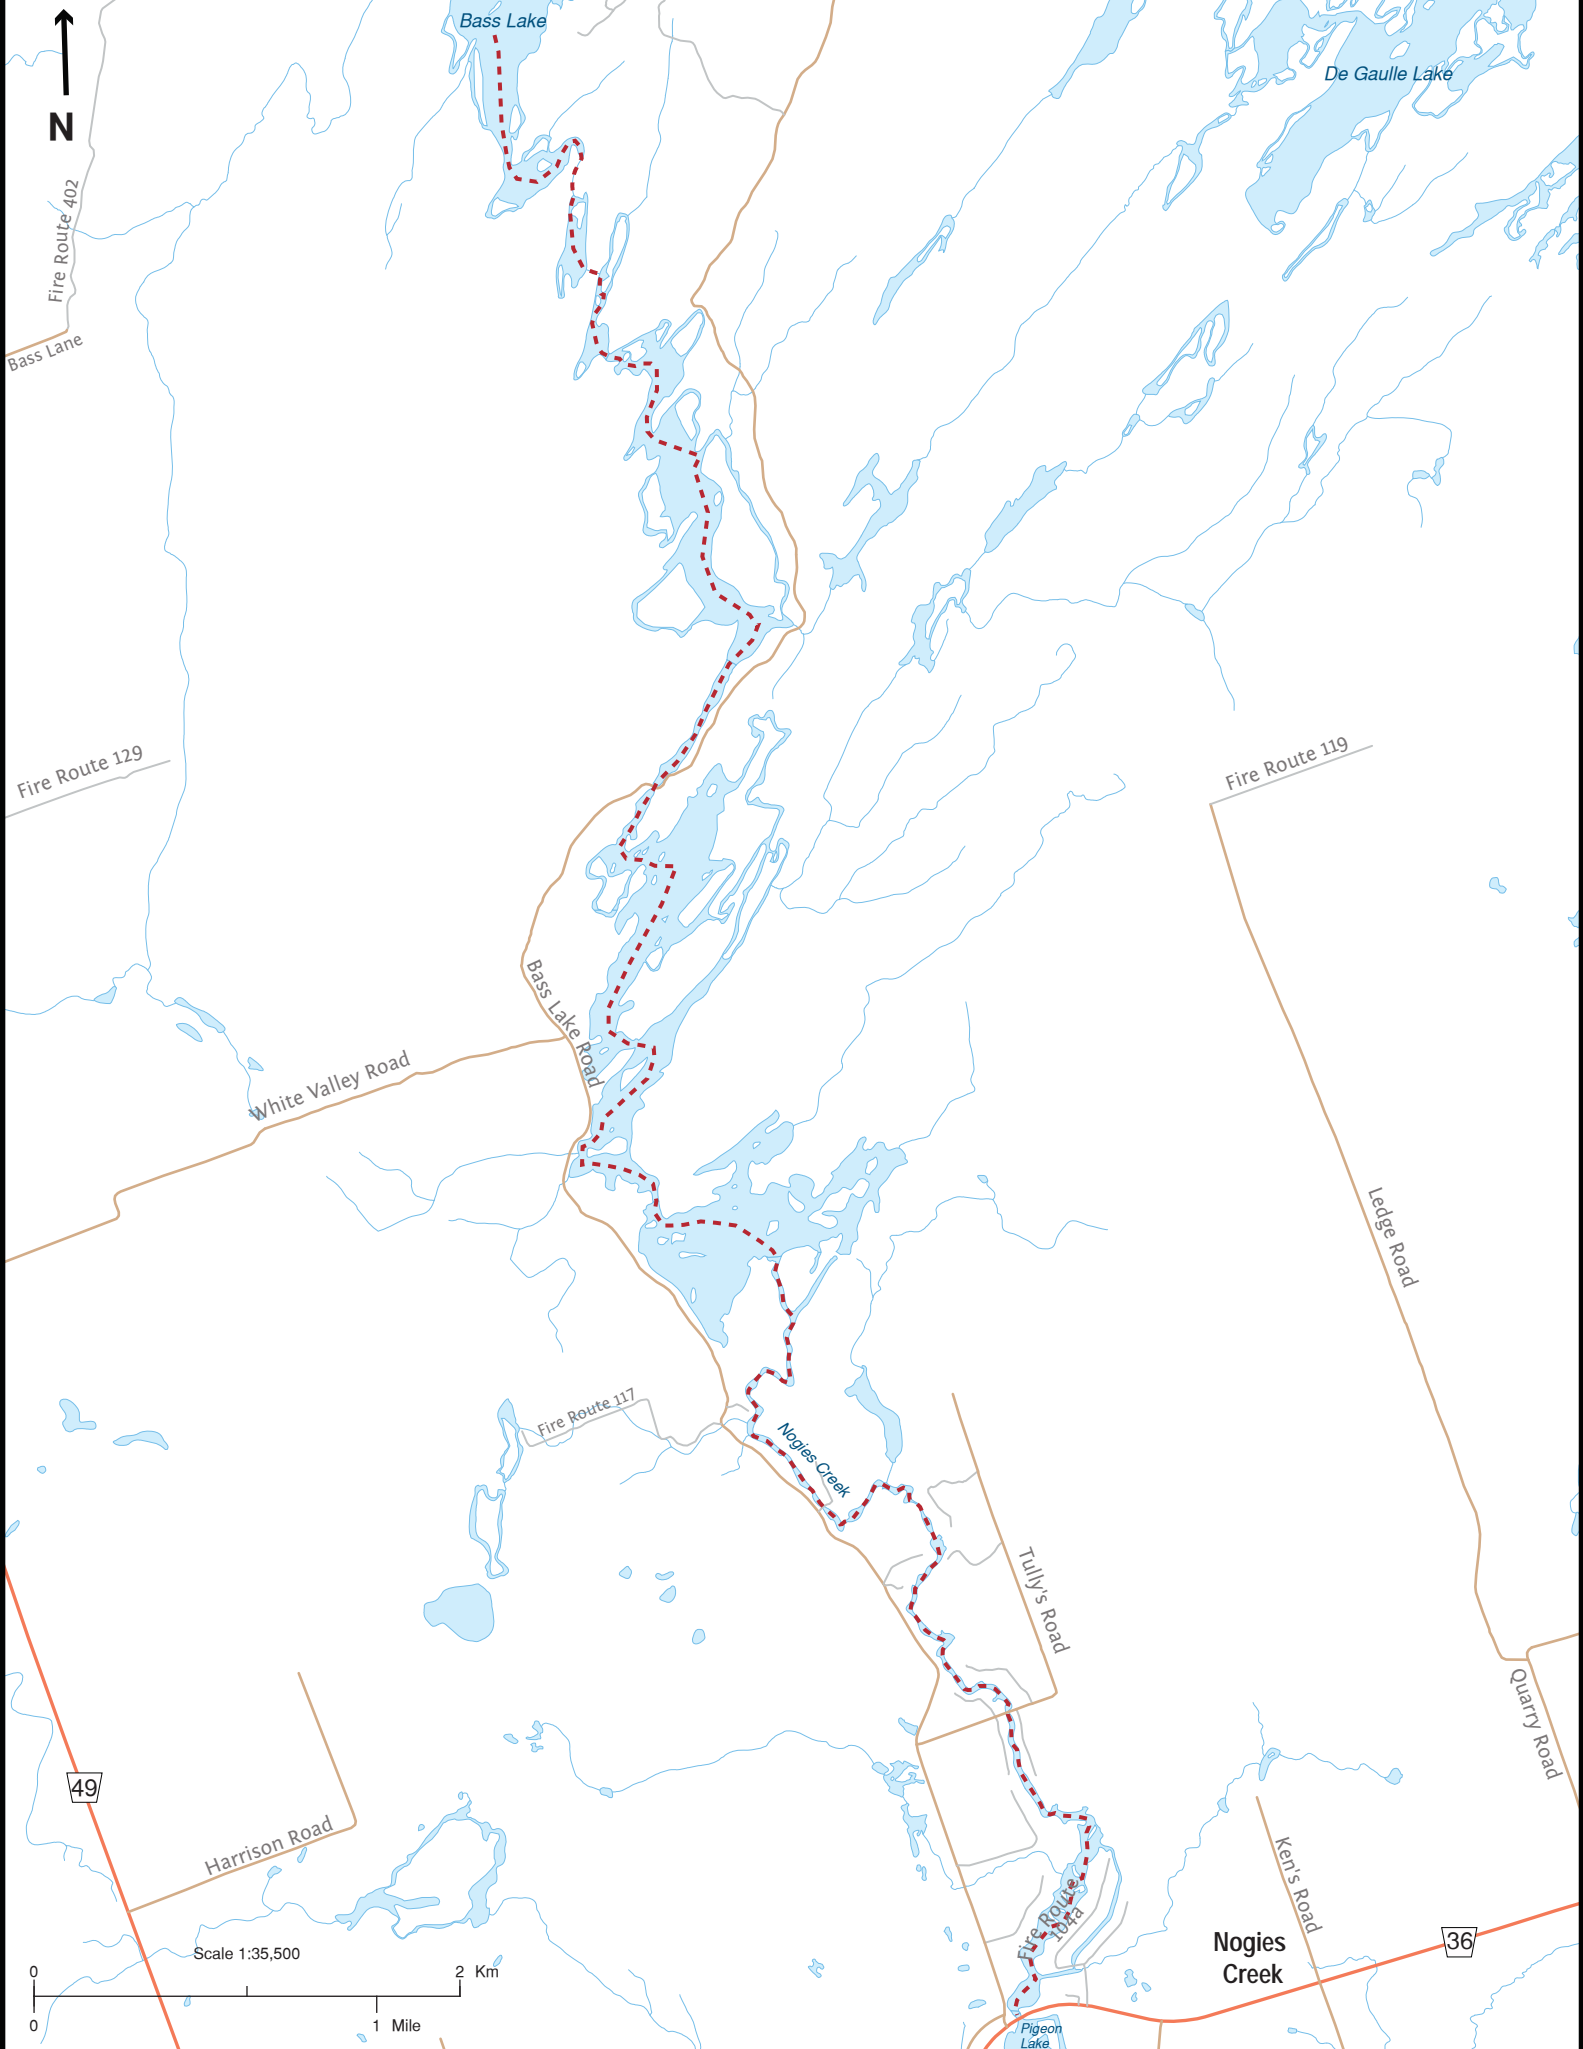 Bass Lake
De Gaulle Lake
N
Fire Route 402
Bass Lane
Fire Route 129
Fire Route 119
Bass Lake Road
White Valley Road
Ledge Road
Fire Route 117
Nogies Creek
Tully's Road
Quarry Road
49
Harrison Road
Ken's Road
Fire Route
104a
Nogies
Creek
36
Scale 1:35,500
0
2 Km
0
1 Mile
Pigeon
Lake